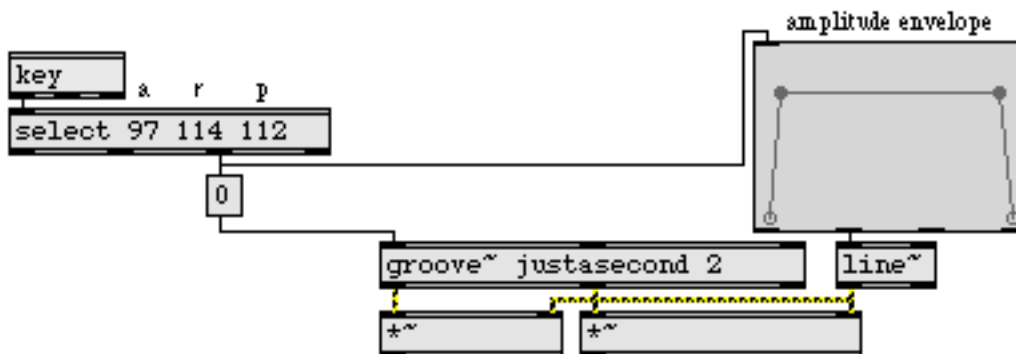 amplitude envelope
key
a r p
select 97 114 112
0
groove~ justasecond 2
line~
*~
*~